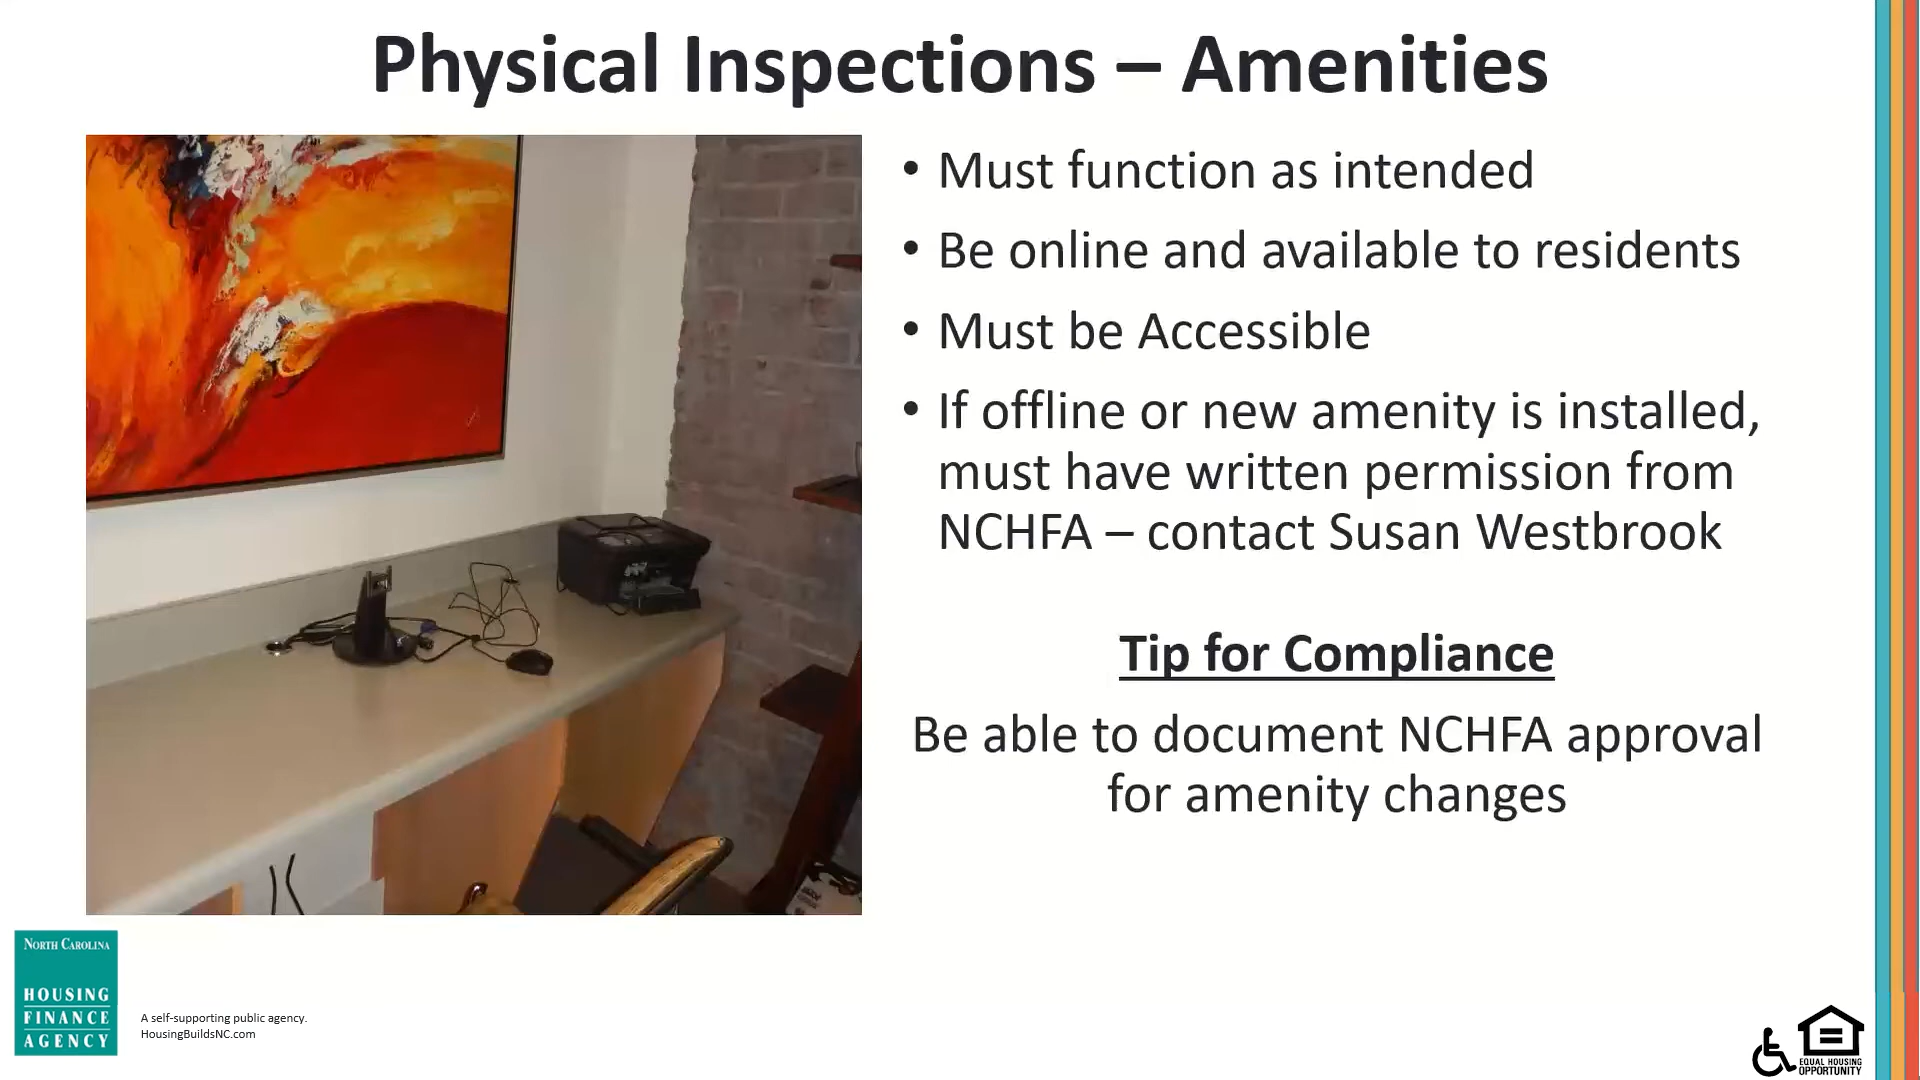 Physical Inspections – Amenities
• Must function as intended
• Be online and available to residents
• Must be Accessible
• If offline or new amenity is installed,
must have written permission from
NCHFA – contact Susan Westbrook
Tip for Compliance
Be able to document NCHFA approval
for amenity changes
NORTH CAROLINA
HOUSING
FINANCE
AGENCY
A self-supporting public agency.
HousingBuildsNC.com
EQUAL HOUSING
OPPORTUNITY